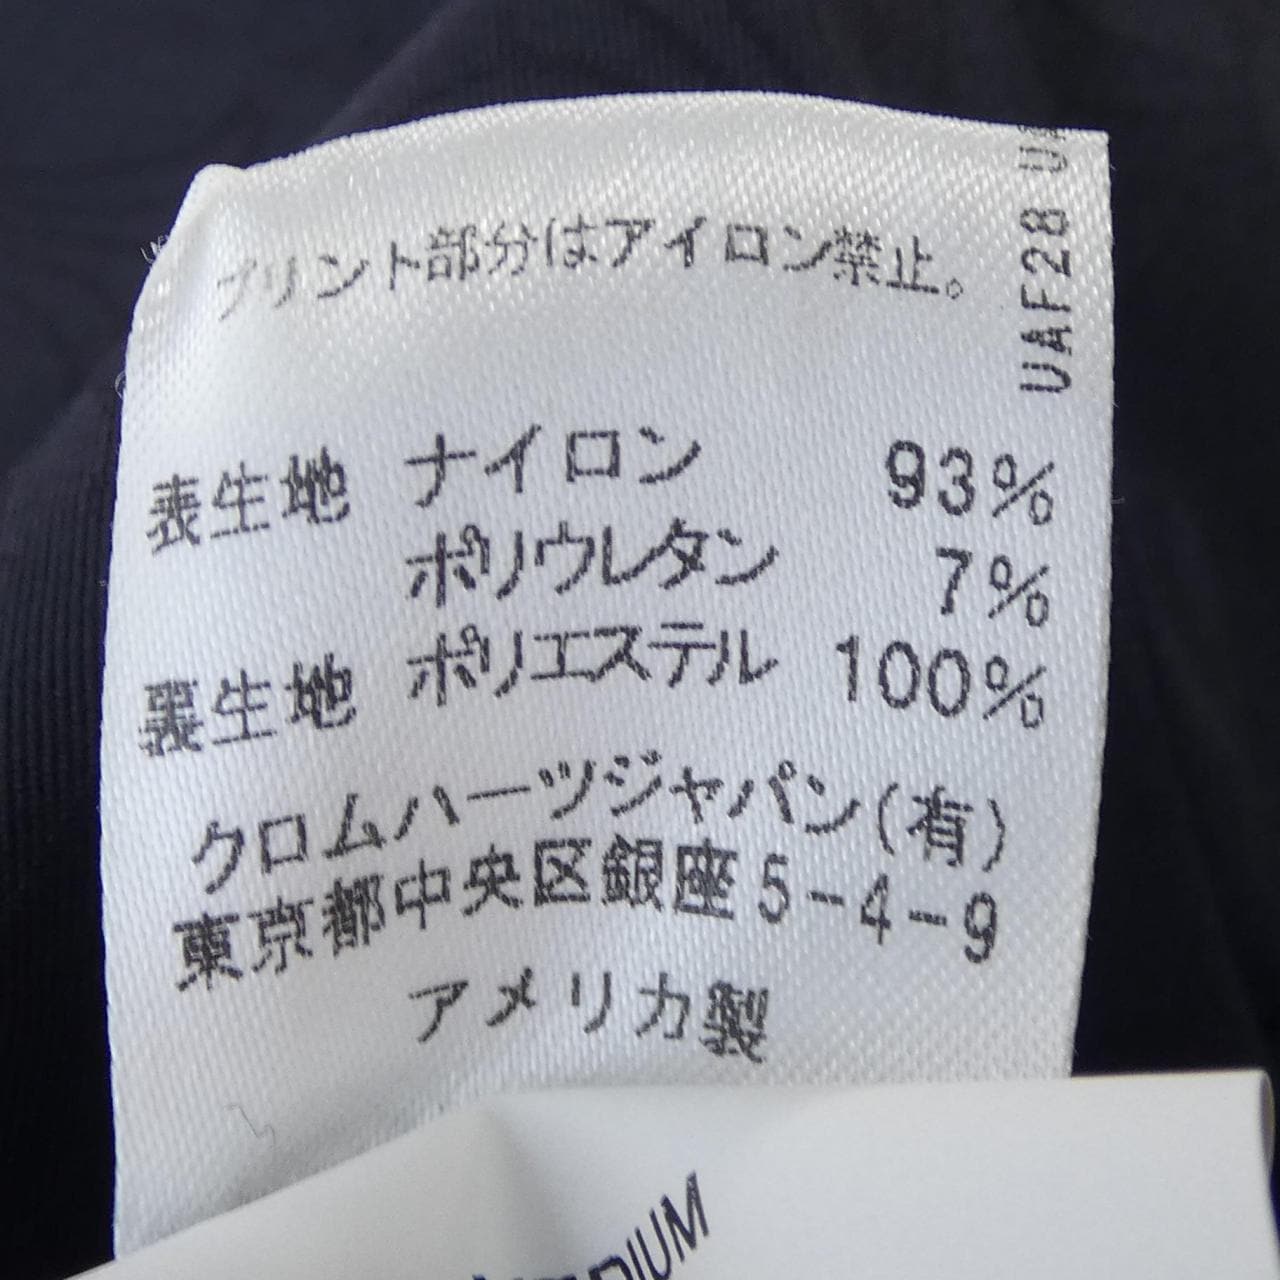 プリント部分はアイロン禁止。
UAF28
表生地 ナイロン 93%
ポリウレタン 7%
裏生地 ポリエステル 100%
クロムハーツジャパン(有)
東京都中央区銀座5-4-9
アメリカ製